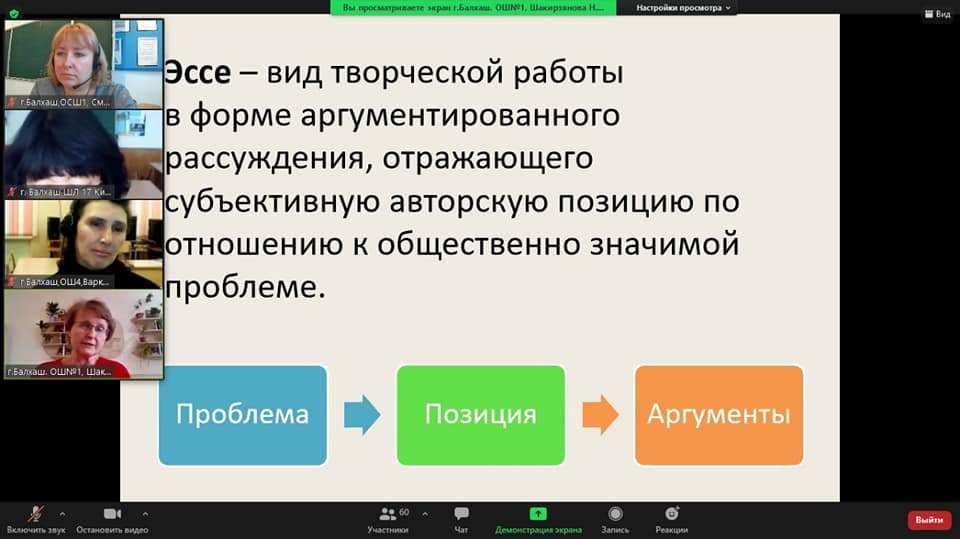 Вы просматриваете экран г.Балхаш. ОШ№1, Шакирзянова Н....
Настройки просмотра
Вид
Эссе – вид творческой работы
в форме аргументированного
рассуждения, отражающего
субъективную авторскую позицию по
отношению к общественно значимой
проблеме.
г.Балхаш,ОСШ1, См...
г. Балхаш ШЛ 17 Ки...
г.Балхаш,ОШ4,Варк...
г.Балхаш. ОШ№1, Шак...
Проблема
Позиция
Аргументы
Включить звук
Остановить видео
60
Участники
Чат
Демонстрация экрана
Запись
Реакции
Выйти